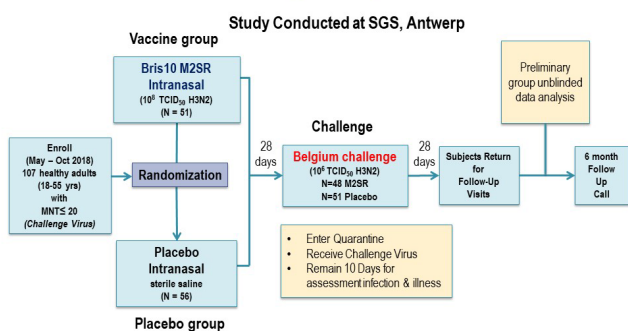 Study Conducted at SGS, Antwerp
Vaccine group
Bris10 M2SR
Intranasal
(10⁸ TCID₅₀ H3N2)
(N = 51)
Enroll
(May – Oct 2018)
107 healthy adults
(18-55 yrs)
with
MNT≤ 20
(Challenge Virus)
Randomization
Placebo
Intranasal
sterile saline
(N = 56)
Placebo group
28
days
Challenge
Belgium challenge
(10⁶ TCID₅₀ H3N2)
N=48 M2SR
N=51 Placebo
• Enter Quarantine
• Receive Challenge Virus
• Remain 10 Days for
assessment infection & illness
28
days
Subjects Return
for
Follow-Up
Visits
Preliminary
group unblinded
data analysis
6 month
Follow
Up
Call